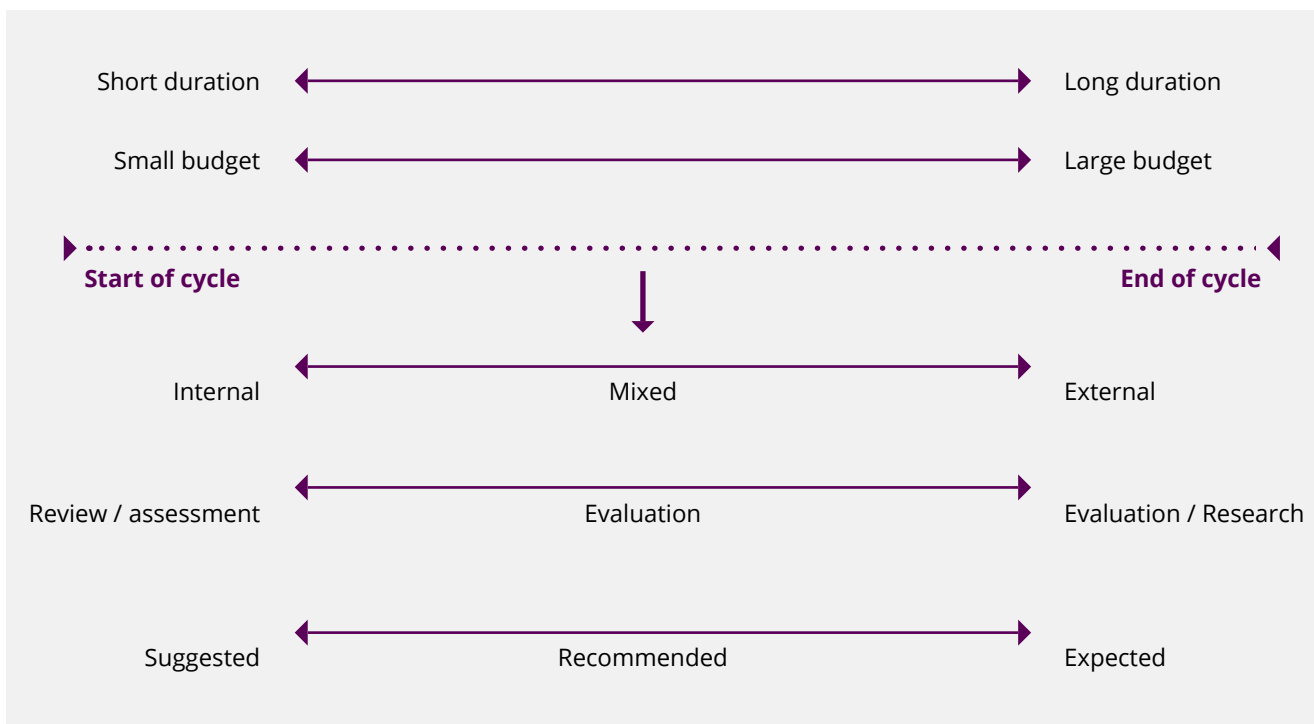 Short duration Long duration
Small budget Large budget
Start of cycle End of cycle
Internal Mixed External
Review / assessment Evaluation Evaluation / Research
Suggested Recommended Expected